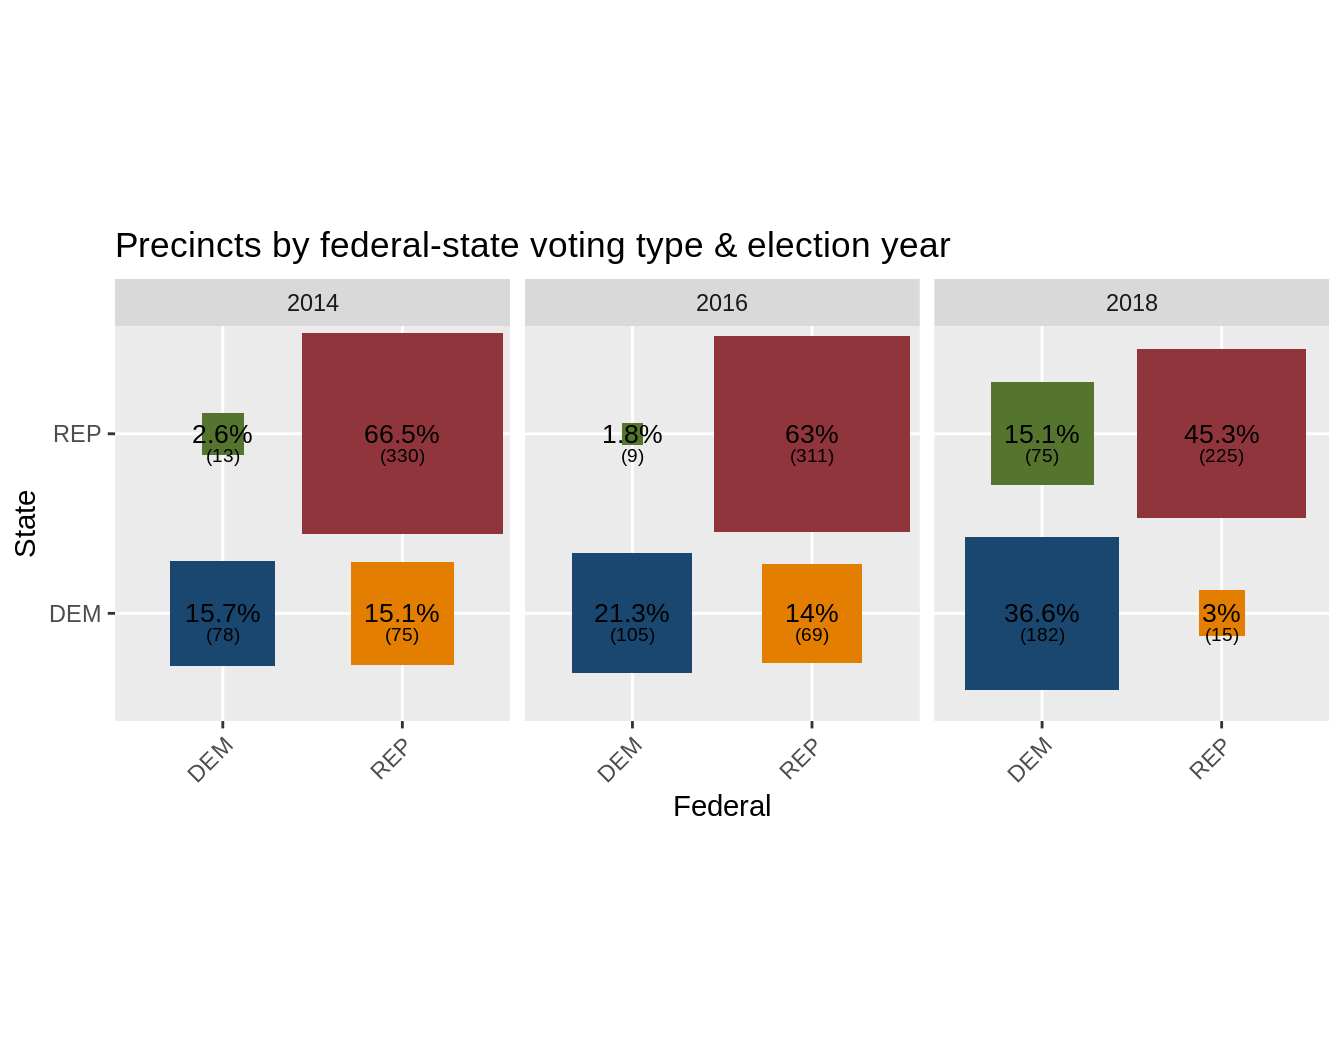 Precincts by federal-state voting type & election year
2014
2016
2018
REP
2.6%
(13)
66.5%
(330)
1.8%
(9)
63%
(311)
15.1%
(75)
45.3%
(225)
State
DEM
15.7%
(78)
15.1%
(75)
21.3%
(105)
14%
(69)
36.6%
(182)
3%
(15)
DEM
REP
DEM
REP
DEM
REP
Federal